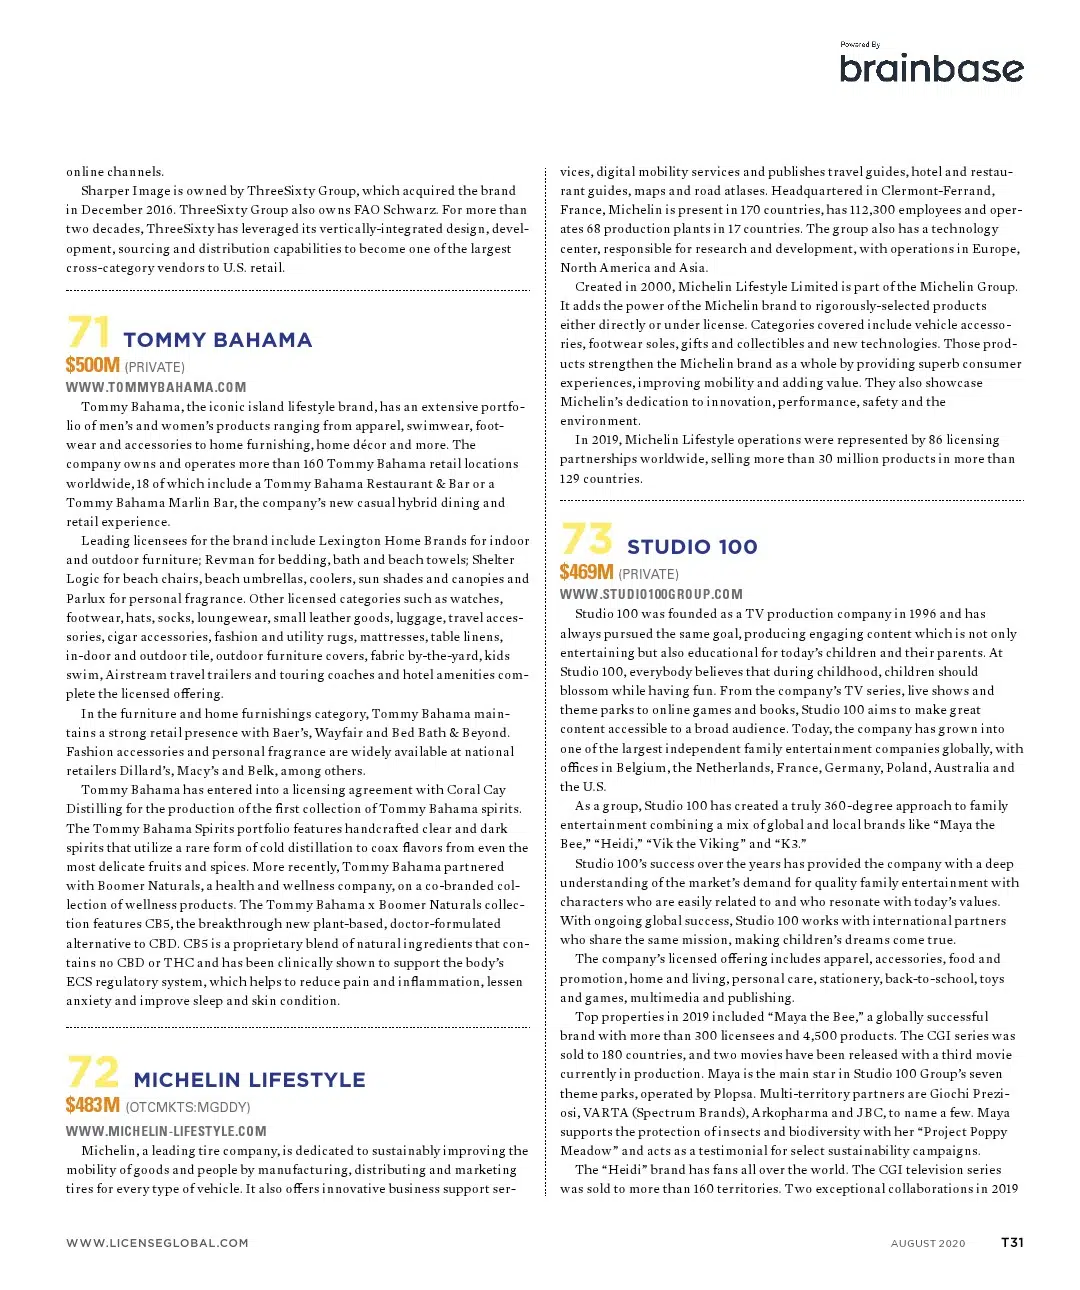 Powered By
brainbase
online channels.
Sharper Image is owned by ThreeSixty Group, which acquired the brand
in December 2016. ThreeSixty Group also owns FAO Schwarz. For more than
two decades, ThreeSixty has leveraged its vertically-integrated design, devel-
opment, sourcing and distribution capabilities to become one of the largest
cross-category vendors to U.S. retail.
71 TOMMY BAHAMA
$500M (PRIVATE)
WWW.TOMMYBAHAMA.COM
Tommy Bahama, the iconic island lifestyle brand, has an extensive portfo-
lio of men's and women's products ranging from apparel, swimwear, foot-
wear and accessories to home furnishing, home décor and more. The
company owns and operates more than 160 Tommy Bahama retail locations
worldwide, 18 of which include a Tommy Bahama Restaurant & Bar or a
Tommy Bahama Marlin Bar, the company's new casual hybrid dining and
retail experience.
Leading licensees for the brand include Lexington Home Brands for indoor
and outdoor furniture; Revman for bedding, bath and beach towels; Shelter
Logic for beach chairs, beach umbrellas, coolers, sun shades and canopies and
Parlux for personal fragrance. Other licensed categories such as watches,
footwear, hats, socks, loungewear, small leather goods, luggage, travel acces-
sories, cigar accessories, fashion and utility rugs, mattresses, table linens,
in-door and outdoor tile, outdoor furniture covers, fabric by-the-yard, kids
swim, Airstream travel trailers and touring coaches and hotel amenities com-
plete the licensed offering.
In the furniture and home furnishings category, Tommy Bahama main-
tains a strong retail presence with Baer's, Wayfair and Bed Bath & Beyond.
Fashion accessories and personal fragrance are widely available at national
retailers Dillard's, Macy's and Belk, among others.
Tommy Bahama has entered into a licensing agreement with Coral Cay
Distilling for the production of the first collection of Tommy Bahama spirits.
The Tommy Bahama Spirits portfolio features handcrafted clear and dark
spirits that utilize a rare form of cold distillation to coax flavors from even the
most delicate fruits and spices. More recently, Tommy Bahama partnered
with Boomer Naturals, a health and wellness company, on a co-branded col-
lection of wellness products. The Tommy Bahama x Boomer Naturals collec-
tion features CB5, the breakthrough new plant-based, doctor-formulated
alternative to CBD. CB5 is a proprietary blend of natural ingredients that con-
tains no CBD or THC and has been clinically shown to support the body's
ECS regulatory system, which helps to reduce pain and inflammation, lessen
anxiety and improve sleep and skin condition.
72 MICHELIN LIFESTYLE
$483M (OTCMKTS:MGDDY)
WWW.MICHELIN-LIFESTYLE.COM
Michelin, a leading tire company, is dedicated to sustainably improving the
mobility of goods and people by manufacturing, distributing and marketing
tires for every type of vehicle. It also offers innovative business support ser-
vices, digital mobility services and publishes travel guides, hotel and restau-
rant guides, maps and road atlases. Headquartered in Clermont-Ferrand,
France, Michelin is present in 170 countries, has 112,300 employees and oper-
ates 68 production plants in 17 countries. The group also has a technology
center, responsible for research and development, with operations in Europe,
North America and Asia.
Created in 2000, Michelin Lifestyle Limited is part of the Michelin Group.
It adds the power of the Michelin brand to rigorously-selected products
either directly or under license. Categories covered include vehicle accesso-
ries, footwear soles, gifts and collectibles and new technologies. Those prod-
ucts strengthen the Michelin brand as a whole by providing superb consumer
experiences, improving mobility and adding value. They also showcase
Michelin's dedication to innovation, performance, safety and the
environment.
In 2019, Michelin Lifestyle operations were represented by 86 licensing
partnerships worldwide, selling more than 30 million products in more than
129 countries.
73 STUDIO 100
$469M (PRIVATE)
WWW.STUDIO100GROUP.COM
Studio 100 was founded as a TV production company in 1996 and has
always pursued the same goal, producing engaging content which is not only
entertaining but also educational for today's children and their parents. At
Studio 100, everybody believes that during childhood, children should
blossom while having fun. From the company's TV series, live shows and
theme parks to online games and books, Studio 100 aims to make great
content accessible to a broad audience. Today, the company has grown into
one of the largest independent family entertainment companies globally, with
offices in Belgium, the Netherlands, France, Germany, Poland, Australia and
the U.S.
As a group, Studio 100 has created a truly 360-degree approach to family
entertainment combining a mix of global and local brands like "Maya the
Bee," "Heidi," "Vik the Viking" and "K3."
Studio 100's success over the years has provided the company with a deep
understanding of the market's demand for quality family entertainment with
characters who are easily related to and who resonate with today's values.
With ongoing global success, Studio 100 works with international partners
who share the same mission, making children's dreams come true.
The company's licensed offering includes apparel, accessories, food and
promotion, home and living, personal care, stationery, back-to-school, toys
and games, multimedia and publishing.
Top properties in 2019 included "Maya the Bee," a globally successful
brand with more than 300 licensees and 4,500 products. The CGI series was
sold to 180 countries, and two movies have been released with a third movie
currently in production. Maya is the main star in Studio 100 Group's seven
theme parks, operated by Plopsa. Multi-territory partners are Giochi Prezi-
osi, VARTA (Spectrum Brands), Arkopharma and JBC, to name a few. Maya
supports the protection of insects and biodiversity with her "Project Poppy
Meadow" and acts as a testimonial for select sustainability campaigns.
The "Heidi" brand has fans all over the world. The CGI television series
was sold to more than 160 territories. Two exceptional collaborations in 2019
WWW.LICENSEGLOBAL.COM
AUGUST 2020 T31